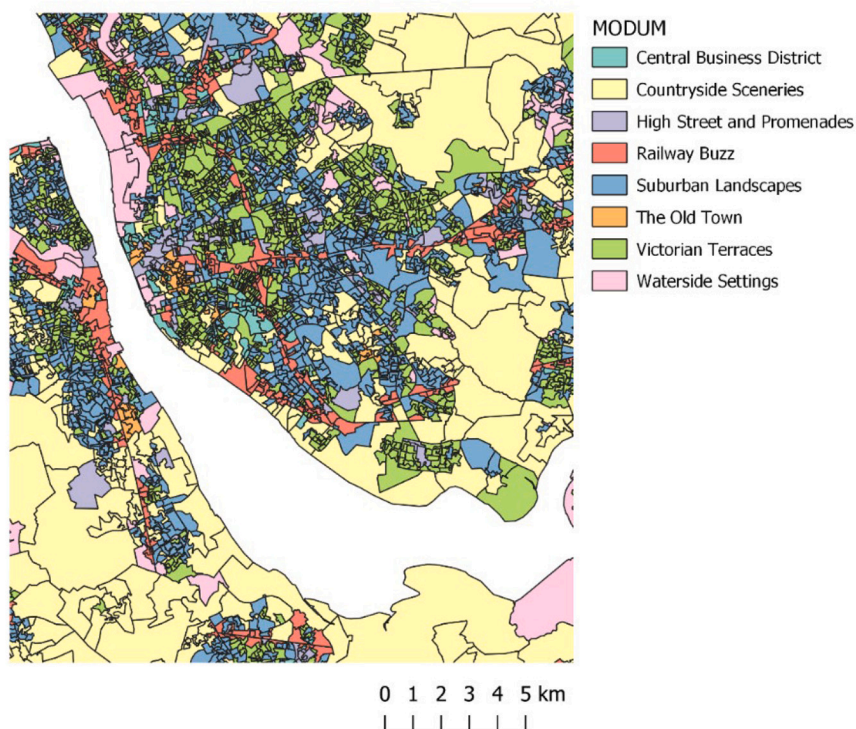 MODUM
Central Business District
Countryside Sceneries
High Street and Promenades
Railway Buzz
Suburban Landscapes
The Old Town
Victorian Terraces
Waterside Settings
0 1 2 3 4 5 km